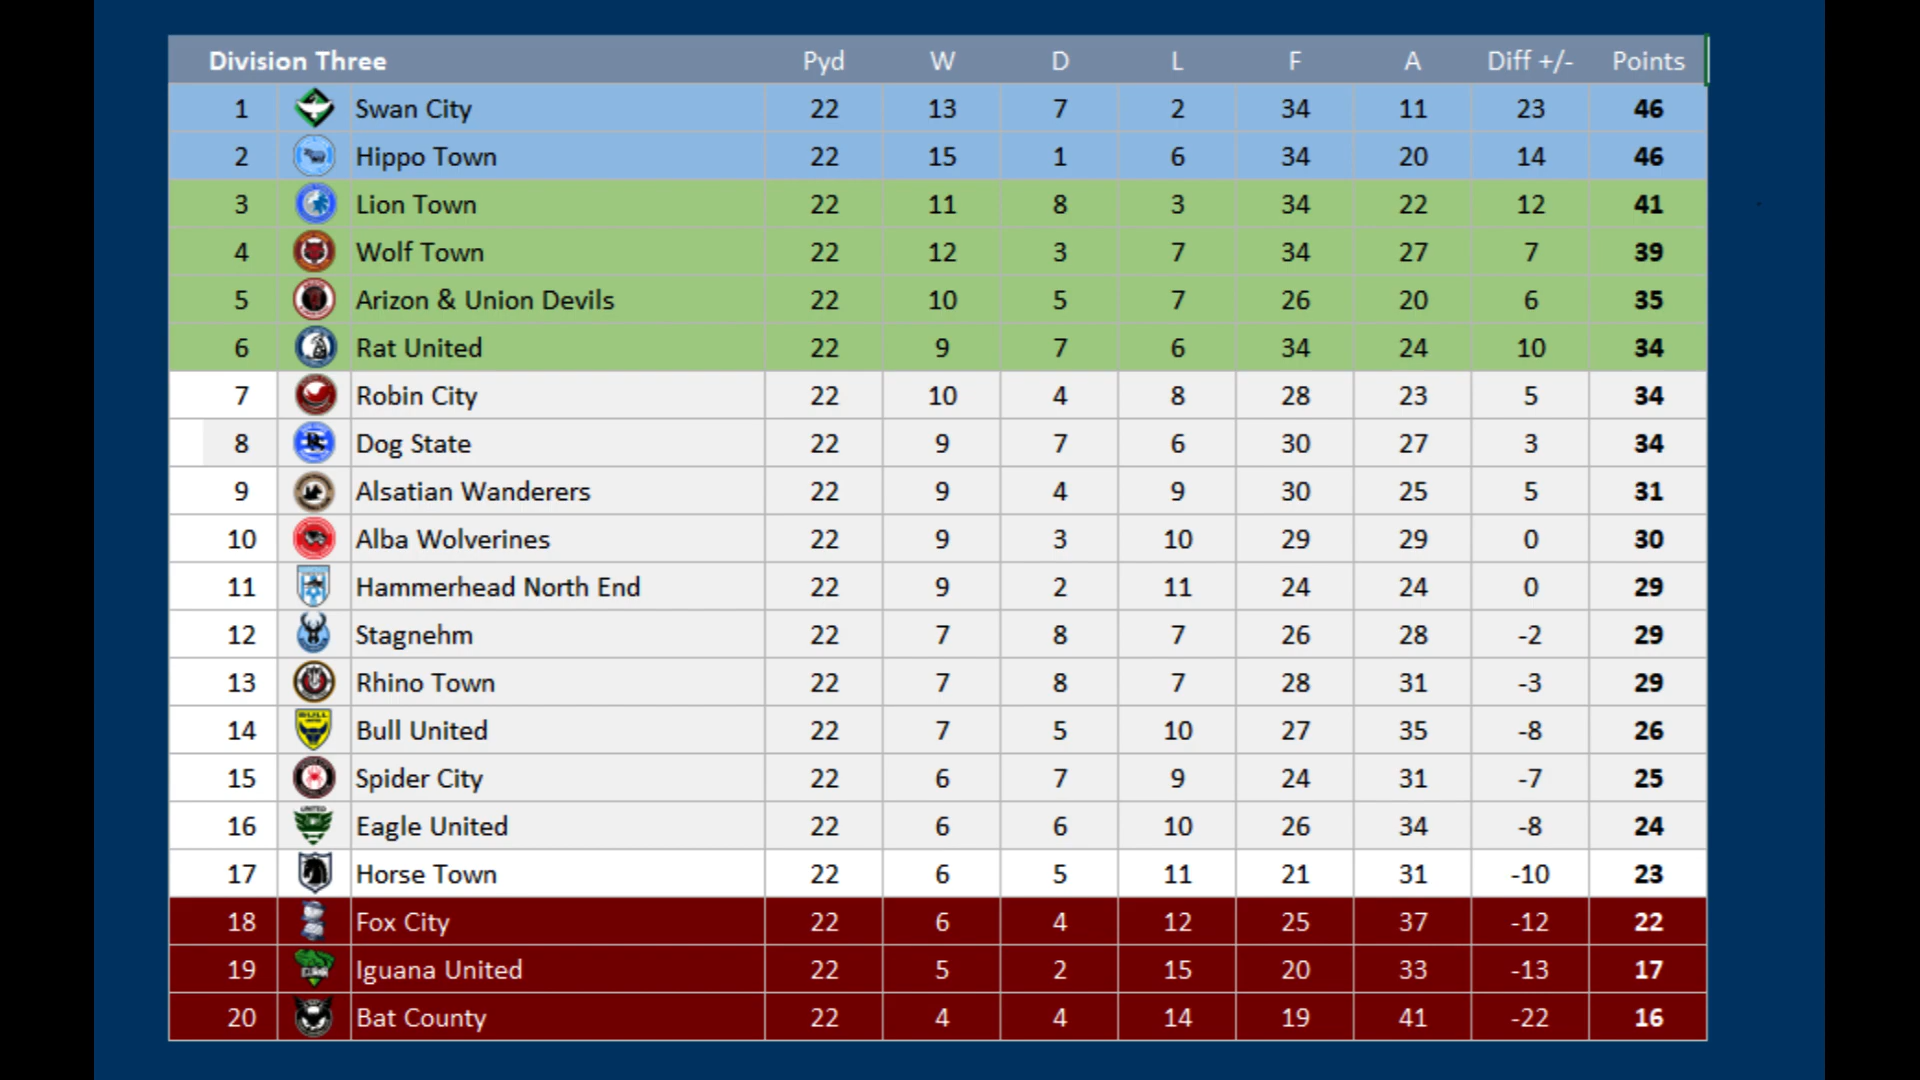 Division Three Pyd W D L F A Diff +/- Points
1 Swan City 22 13 7 2 34 11 23 46
2 Hippo Town 22 15 1 6 34 20 14 46
3 Lion Town 22 11 8 3 34 22 12 41
4 Wolf Town 22 12 3 7 34 27 7 39
5 Arizon & Union Devils 22 10 5 7 26 20 6 35
6 Rat United 22 9 7 6 34 24 10 34
7 Robin City 22 10 4 8 28 23 5 34
8 Dog State 22 9 7 6 30 27 3 34
9 Alsatian Wanderers 22 9 4 9 30 25 5 31
10 Alba Wolverines 22 9 3 10 29 29 0 30
11 Hammerhead North End 22 9 2 11 24 24 0 29
12 Stagnehm 22 7 8 7 26 28 -2 29
13 Rhino Town 22 7 8 7 28 31 -3 29
14 BULL Bull United 22 7 5 10 27 35 -8 26
15 Spider City 22 6 7 9 24 31 -7 25
16 UNITED Eagle United 22 6 6 10 26 34 -8 24
17 Horse Town 22 6 5 11 21 31 -10 23
18 Fox City 22 6 4 12 25 37 -12 22
19 Iguana United 22 5 2 15 20 33 -13 17
20 Bat County 22 4 4 14 19 41 -22 16